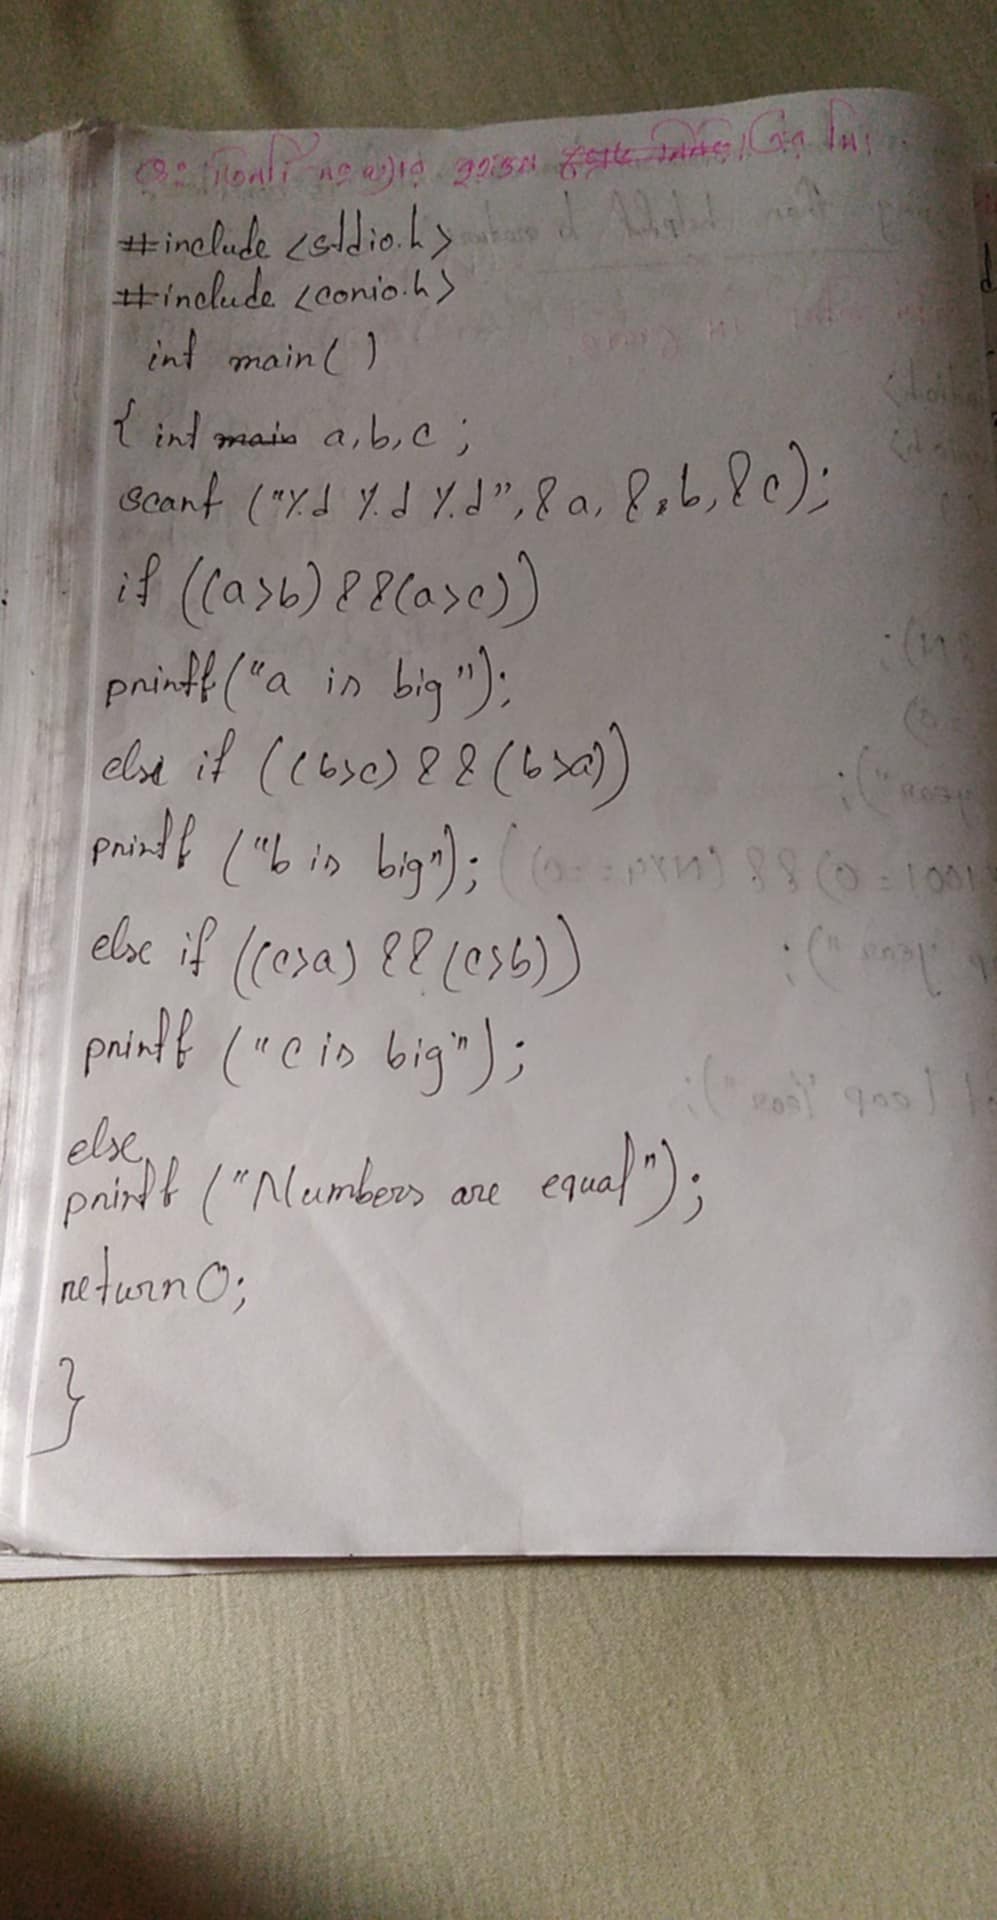 #include <stdio.h>
#include <conio.h>
int main( )
{ int a,b,c ;
scanf ("%d %d %d", &a, &b, &c);
if ((a>b) &&(a>c))
printf("a is big");
else if ((b>c) && (b>a))
printf ("b is big");
else if ((c>a) && (c>b))
printf ("c is big");
else
printf ("Numbers are equal");
return 0;
}